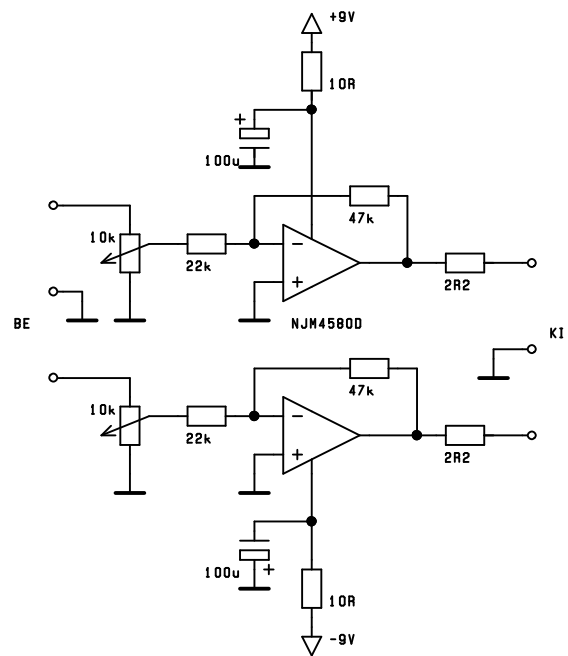 +9V
10R
+
100u
47k
10k
22k
−
+
2R2
BE
NJM4580D
KI
47k
10k
22k
−
+
2R2
100u
+
10R
-9V